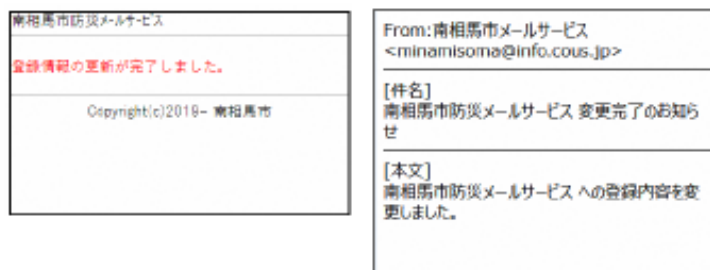 南相馬市防災ﾒｰﾙｻｰﾋﾞｽ
登録情報の更新が完了しました。
Copyright(c)2019- 南相馬市
From:南相馬市メールサービス
<minamisoma@info.cous.jp>
[件名]
南相馬市防災メールサービス 変更完了のお知ら
せ
[本文]
南相馬市防災メールサービス への登録内容を変
更しました。